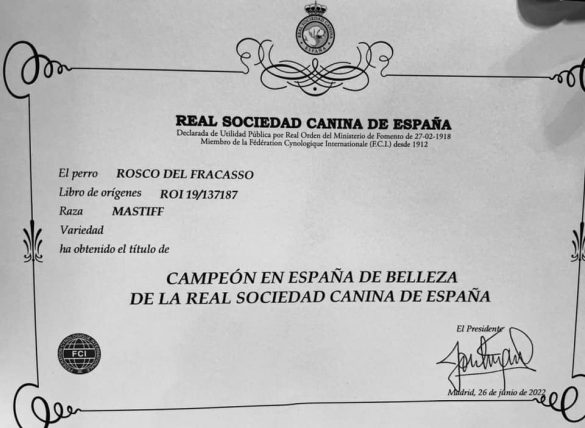 REAL SOCIEDAD CANINA DE ESPAÑA
Declarada de Utilidad Pública por Real Orden del Ministerio de Fomento de 27-02-1918
Miembro de la Fédération Cynologique Internationale (F.C.I.) desde 1912
El perro ROSCO DEL FRACASSO
Libro de orígenes ROI 19/137187
Raza MASTIFF
Variedad
ha obtenido el título de
CAMPEÓN EN ESPAÑA DE BELLEZA
DE LA REAL SOCIEDAD CANINA DE ESPAÑA
El Presidente
FCI
Madrid, 26 de junio de 2022